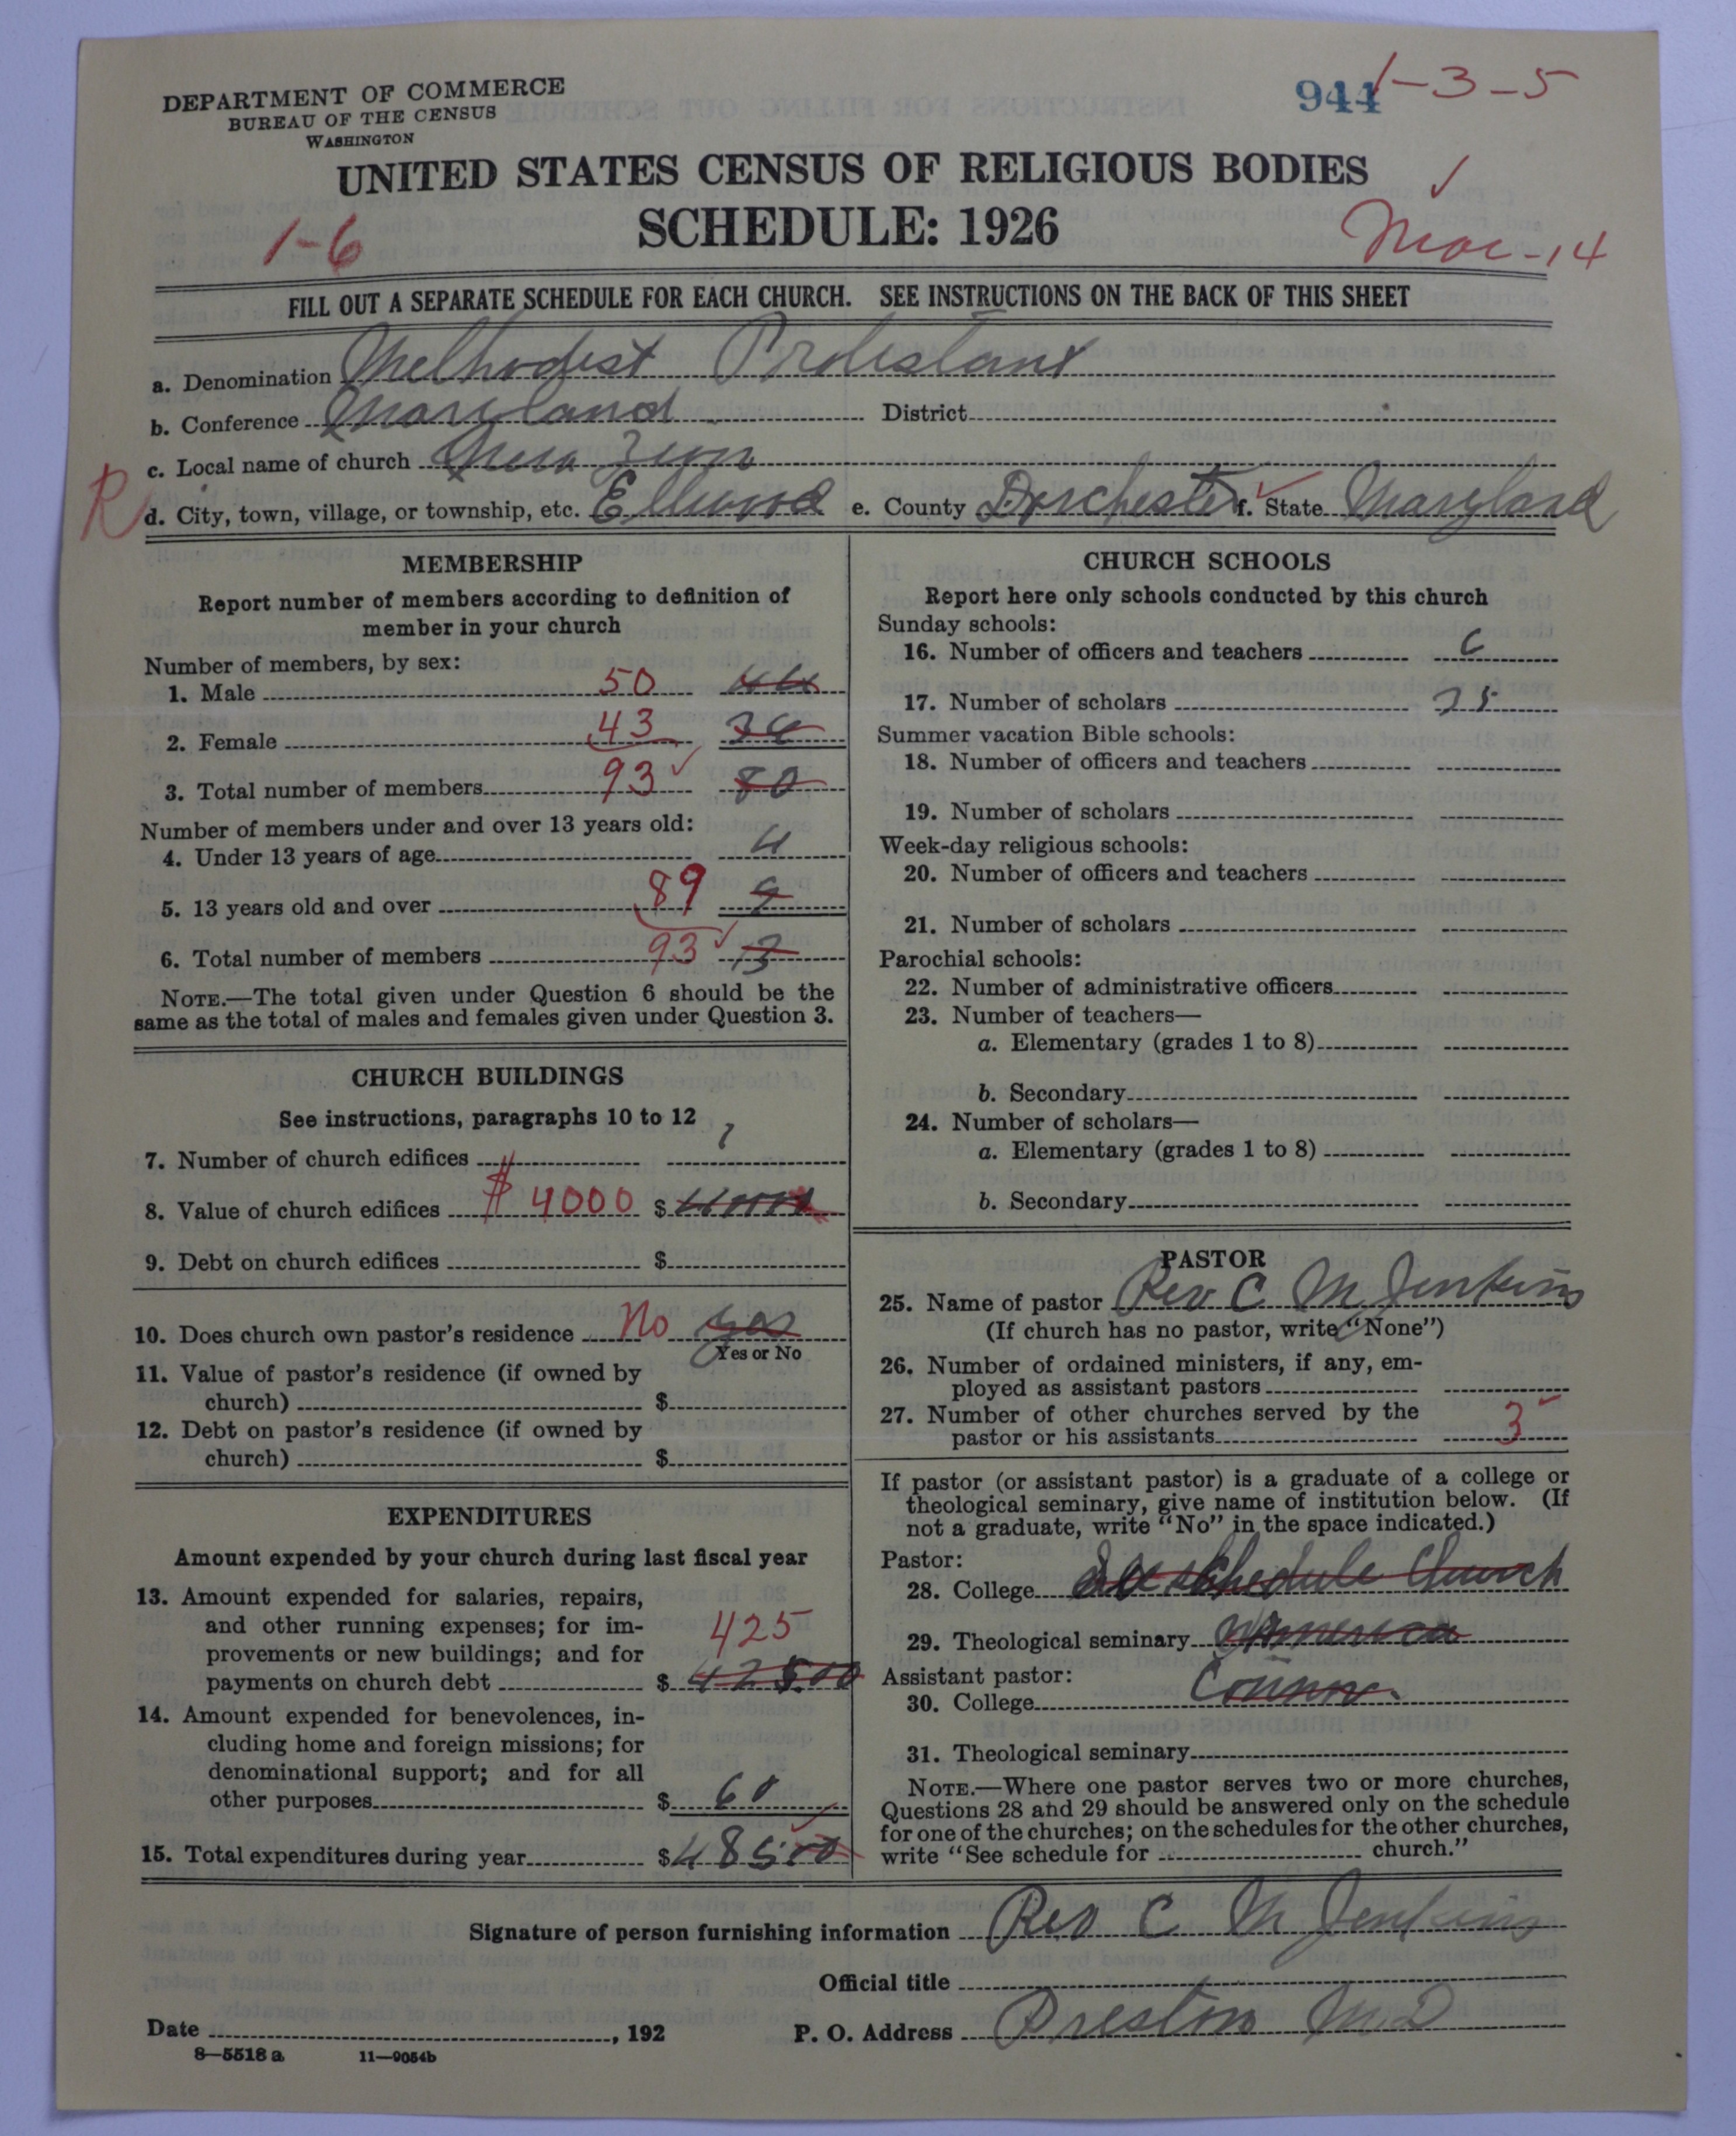 DEPARTMENT OF COMMERCE
BUREAU OF THE CENSUS
WASHINGTON
944 1-3-5
UNITED STATES CENSUS OF RELIGIOUS BODIES
SCHEDULE: 1926
1-6
FILL OUT A SEPARATE SCHEDULE FOR EACH CHURCH. SEE INSTRUCTIONS ON THE BACK OF THIS SHEET
a. Denomination Methodist Protestant
b. Conference Maryland District
c. Local name of church Zion
R d. City, town, village, or township, etc. Ellwood e. County Dorchester f. State Maryland
MEMBERSHIP
Report number of members according to definition of
member in your church
Number of members, by sex:
1. Male 50 44
2. Female 43 36
3. Total number of members 93 80
Number of members under and over 13 years old:
4. Under 13 years of age 4
5. 13 years old and over 89 9
6. Total number of members 93 13
NOTE.—The total given under Question 6 should be the
same as the total of males and females given under Question 3.
CHURCH BUILDINGS
See instructions, paragraphs 10 to 12
7. Number of church edifices 1
8. Value of church edifices $4000 $
9. Debt on church edifices $
10. Does church own pastor's residence No yes
Yes or No
11. Value of pastor's residence (if owned by
church) $
12. Debt on pastor's residence (if owned by
church) $
EXPENDITURES
Amount expended by your church during last fiscal year
13. Amount expended for salaries, repairs,
and other running expenses; for im-
provements or new buildings; and for 425
payments on church debt $ 425.00
14. Amount expended for benevolences, in-
cluding home and foreign missions; for
denominational support; and for all
other purposes $ 60
15. Total expenditures during year $ 485.00
CHURCH SCHOOLS
Report here only schools conducted by this church
Sunday schools:
16. Number of officers and teachers 6
17. Number of scholars
Summer vacation Bible schools:
18. Number of officers and teachers
19. Number of scholars
Week-day religious schools:
20. Number of officers and teachers
21. Number of scholars
Parochial schools:
22. Number of administrative officers
23. Number of teachers—
a. Elementary (grades 1 to 8)
b. Secondary
24. Number of scholars—
a. Elementary (grades 1 to 8)
b. Secondary
PASTOR
25. Name of pastor Rev C M Jenkins
(If church has no pastor, write "None")
26. Number of ordained ministers, if any, em-
ployed as assistant pastors
27. Number of other churches served by the
pastor or his assistants 3
If pastor (or assistant pastor) is a graduate of a college or
theological seminary, give name of institution below. (If
not a graduate, write "No" in the space indicated.)
Pastor:
28. College See schedule Church
29. Theological seminary America
Assistant pastor:
30. College
31. Theological seminary
NOTE.—Where one pastor serves two or more churches,
Questions 28 and 29 should be answered only on the schedule
for one of the churches; on the schedules for the other churches,
write "See schedule for church."
Signature of person furnishing information Rev C M Jenkins
Official title
Date , 192 P. O. Address Preston MD
8—5518 a 11—9054b